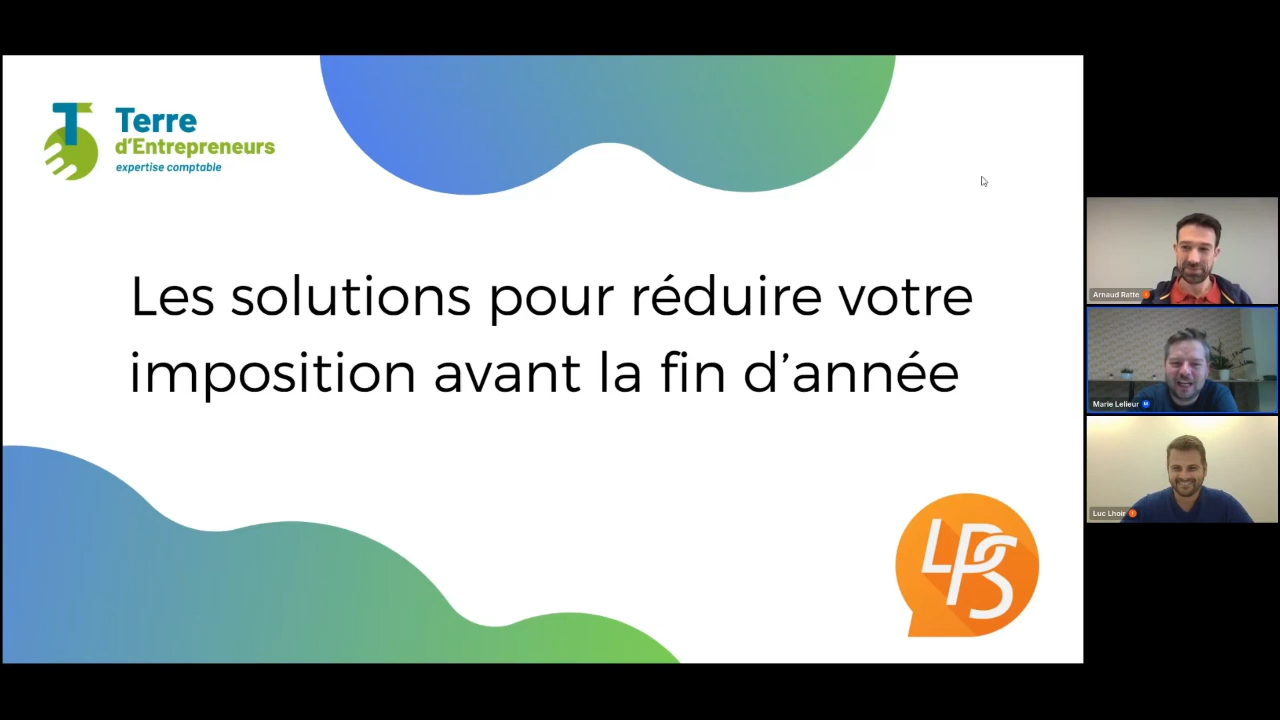 Terre
d'Entrepreneurs
expertise comptable
Les solutions pour réduire votre
imposition avant la fin d’année
LPS
Arnaud Ratte
Marie Lelieur M
Luc Lhoir